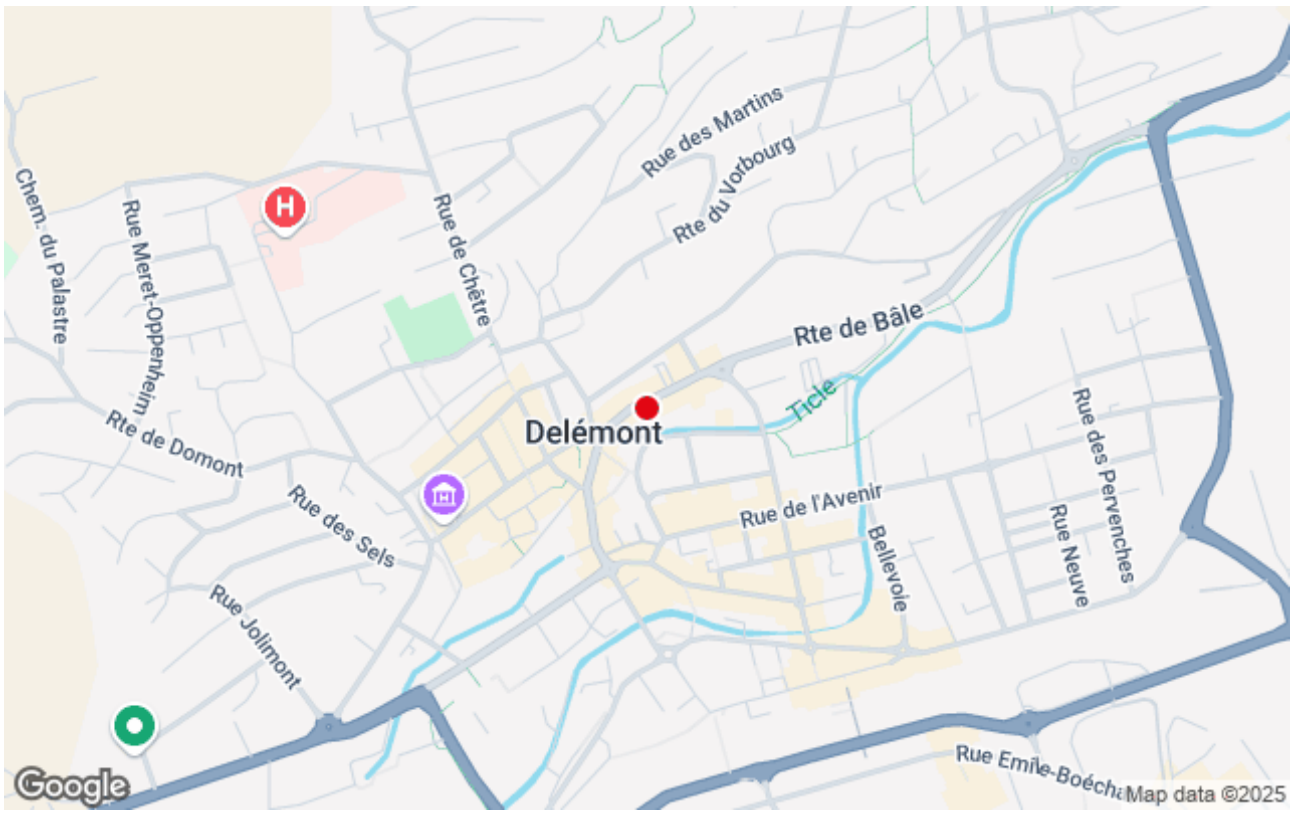 Rue des Martins
Rte du Vorbourg
Chem. du Palastre
Rue Meret-Oppenheim
Rue de Chêtre
H
Rte de Bâle
Ticle
Delémont
Rte de Domont
Rue des Sels
H
Rue de l'Avenir
Rue des Pervenches
Rue Neuve
Bellevoie
Rue Jolimont
Rue Emile-Boécha
Google
Map data ©2025